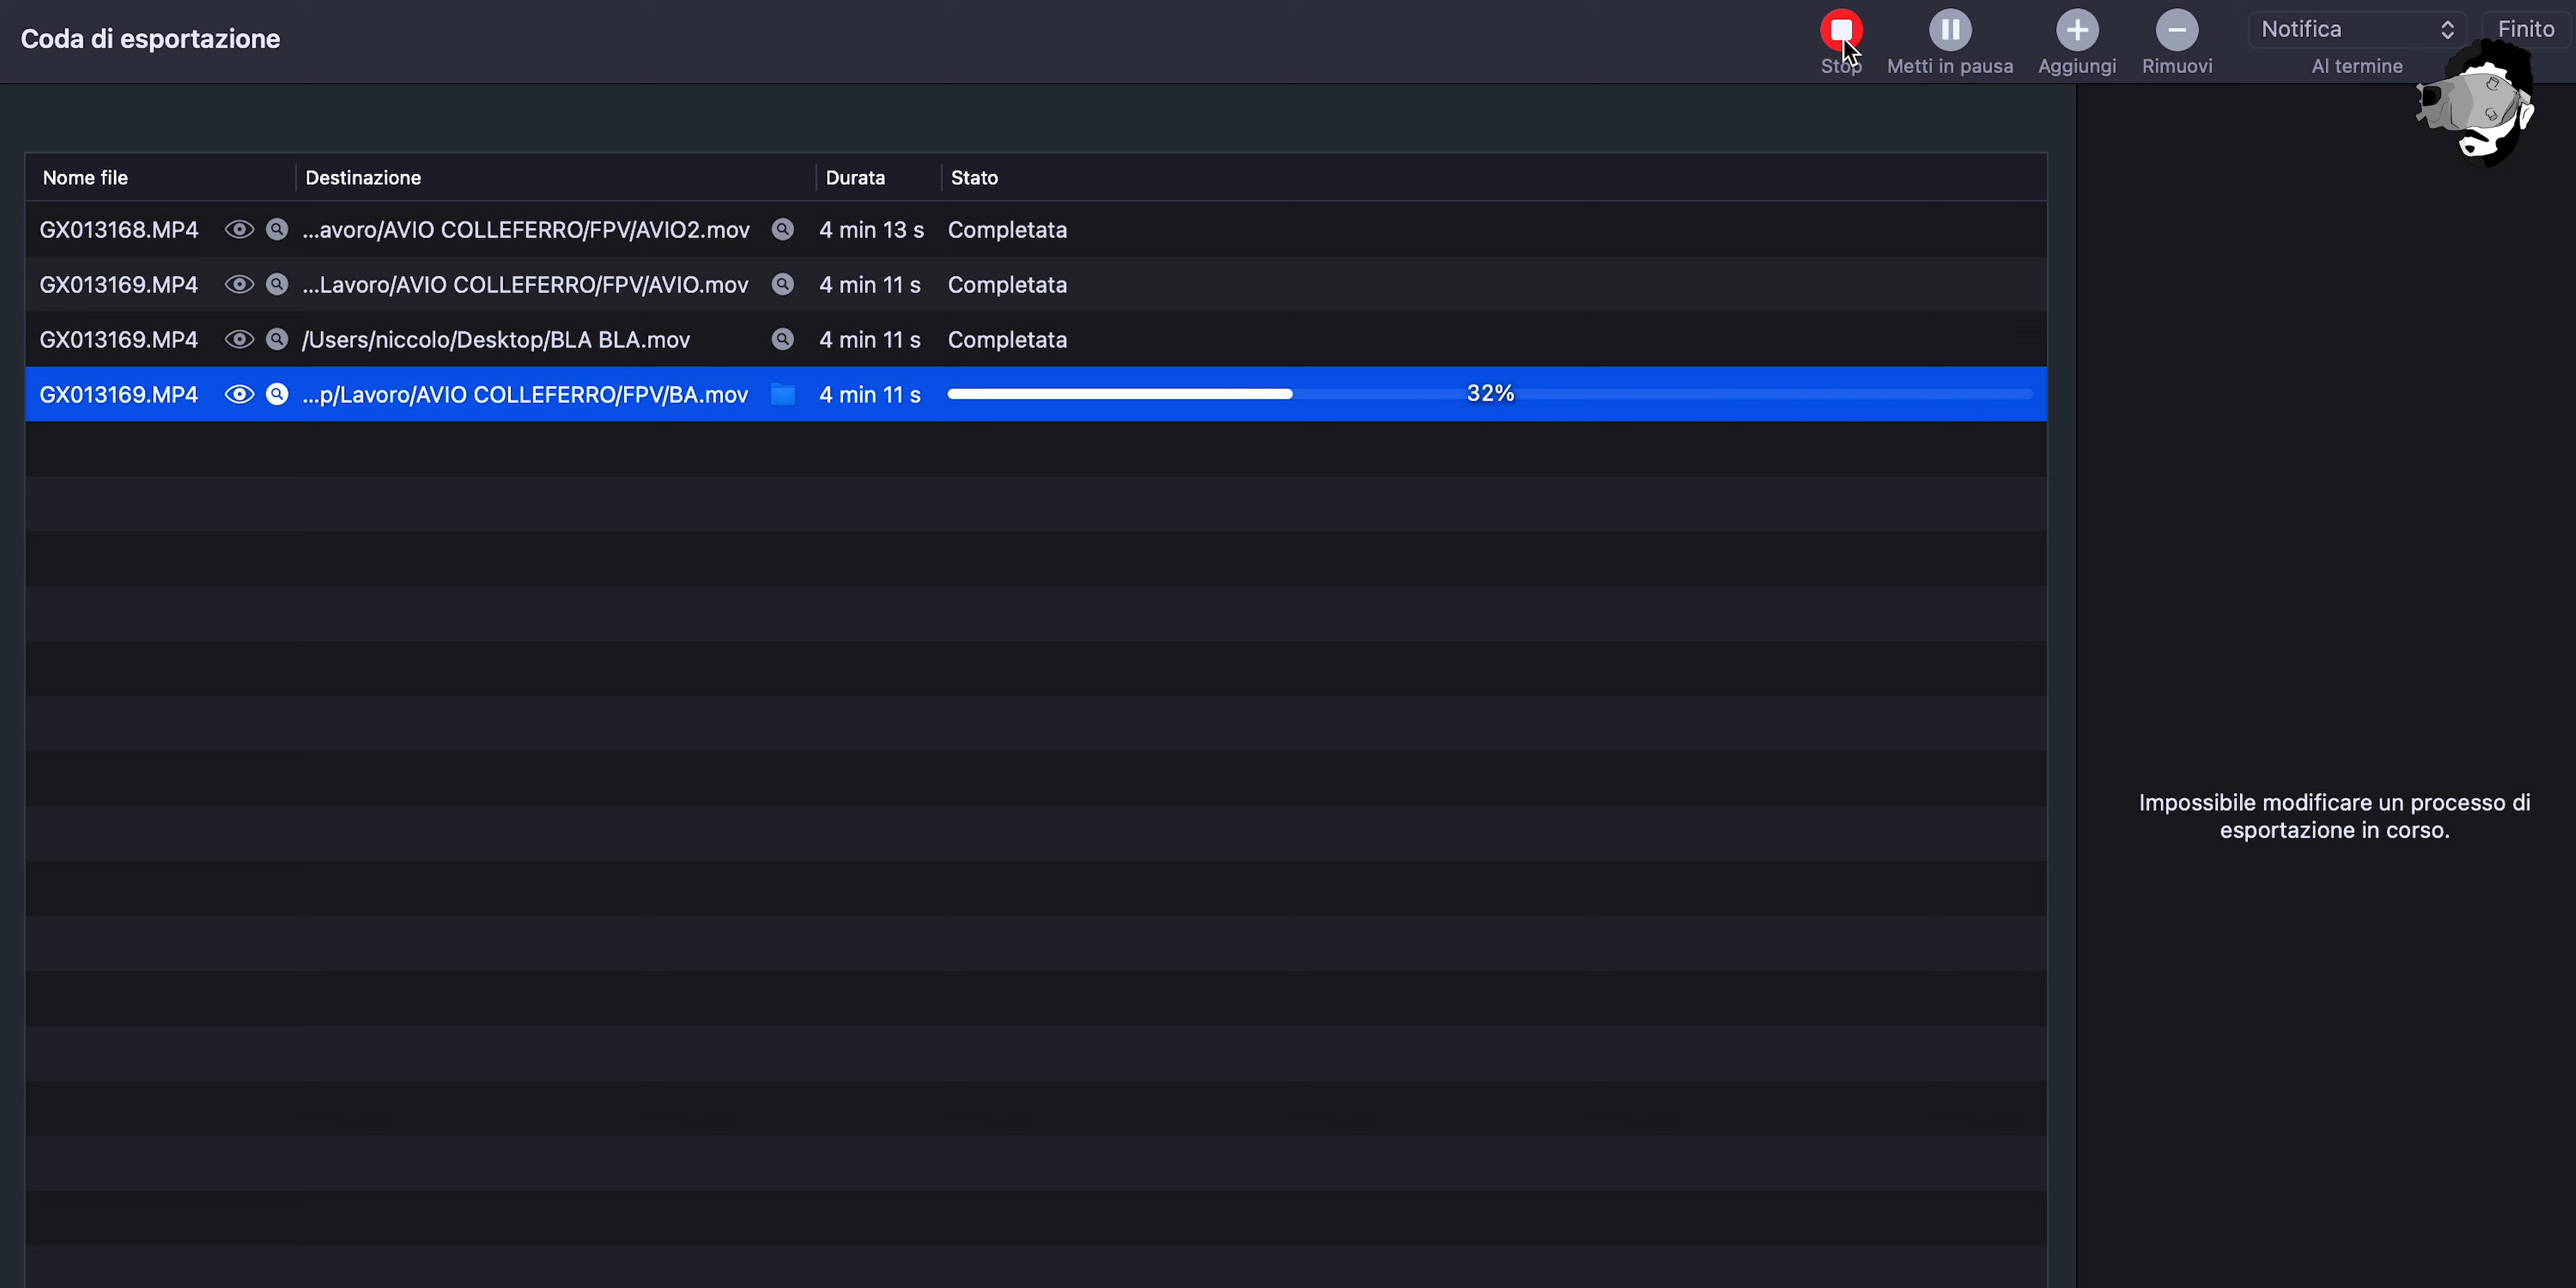 Coda di esportazione
Stop
Metti in pausa
Aggiungi
Rimuovi
Notifica
Al termine
Finito
Nome file Destinazione Durata Stato
GX013168.MP4 ...avoro/AVIO COLLEFERRO/FPV/AVIO2.mov 4 min 13 s Completata
GX013169.MP4 ...Lavoro/AVIO COLLEFERRO/FPV/AVIO.mov 4 min 11 s Completata
GX013169.MP4 /Users/niccolo/Desktop/BLA BLA.mov 4 min 11 s Completata
GX013169.MP4 ...p/Lavoro/AVIO COLLEFERRO/FPV/BA.mov 4 min 11 s 32%
Impossibile modificare un processo di
esportazione in corso.